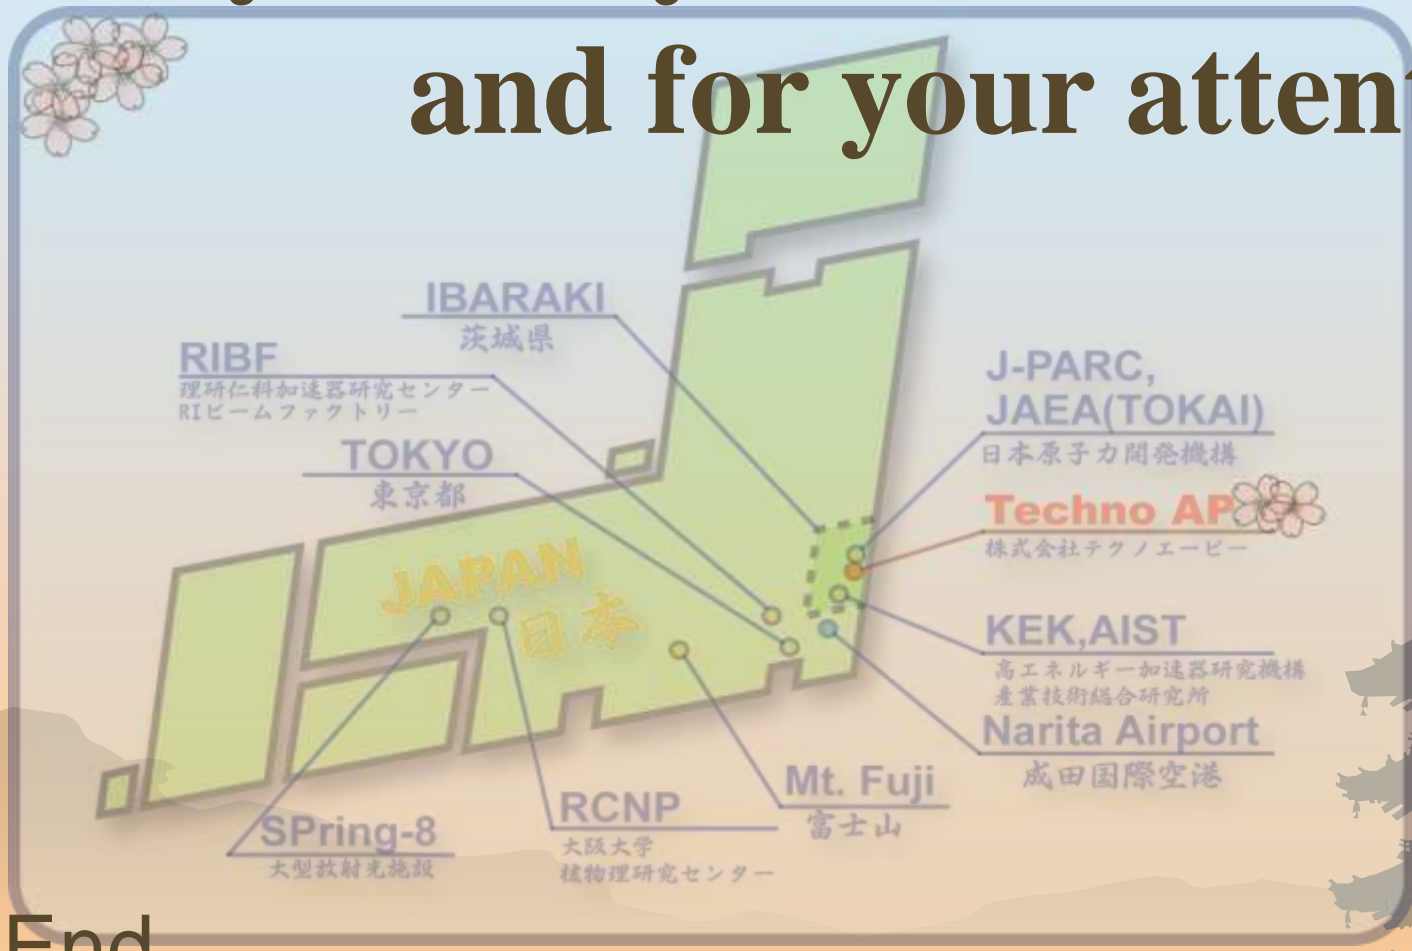 and for your atten
IBARAKI
茨城県
RIBF
理研仁科加速器研究センター
RIビームファクトリー
TOKYO
東京都
J-PARC,
JAEA(TOKAI)
日本原子力開発機構
Techno AP
株式会社テクノエーピー
JAPAN
日本
KEK,AIST
高エネルギー加速器研究機構
産業技術総合研究所
Narita Airport
成田国際空港
Mt. Fuji
富士山
RCNP
大阪大学
核物理研究センター
SPring-8
大型放射光施設
End